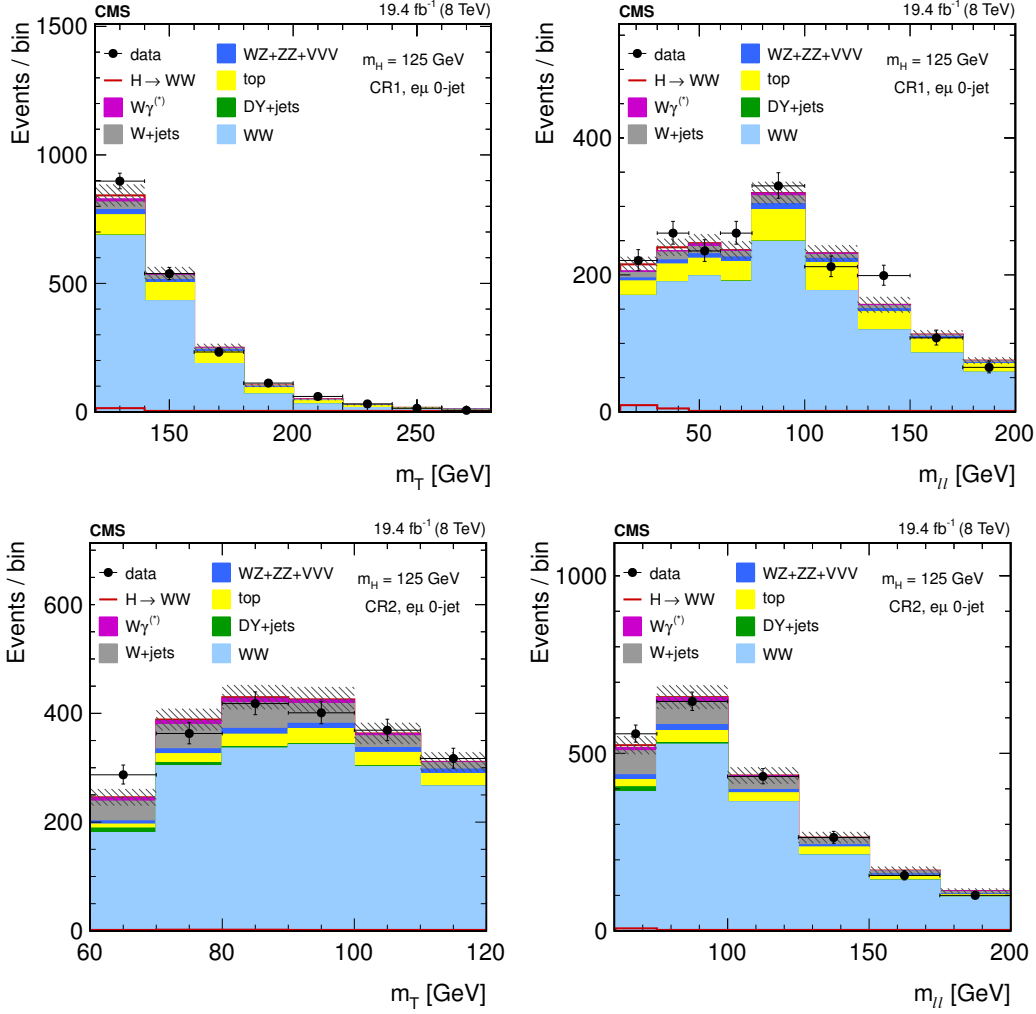 CMS 19.4 fb⁻¹ (8 TeV)
Events / bin
1500
1000
500
0
data
H → WW
Wγ(*)
W+jets
WZ+ZZ+VVV
top
DY+jets
WW
m_H = 125 GeV
CR1, eμ 0-jet
150 200 250
m_T [GeV]
CMS 19.4 fb⁻¹ (8 TeV)
Events / bin
400
200
0
data
H → WW
Wγ(*)
W+jets
WZ+ZZ+VVV
top
DY+jets
WW
m_H = 125 GeV
CR1, eμ 0-jet
50 100 150 200
m_ll [GeV]
CMS 19.4 fb⁻¹ (8 TeV)
Events / bin
600
400
200
0
data
H → WW
Wγ(*)
W+jets
WZ+ZZ+VVV
top
DY+jets
WW
m_H = 125 GeV
CR2, eμ 0-jet
60 80 100 120
m_T [GeV]
CMS 19.4 fb⁻¹ (8 TeV)
Events / bin
1000
500
0
data
H → WW
Wγ(*)
W+jets
WZ+ZZ+VVV
top
DY+jets
WW
m_H = 125 GeV
CR2, eμ 0-jet
100 150 200
m_ll [GeV]